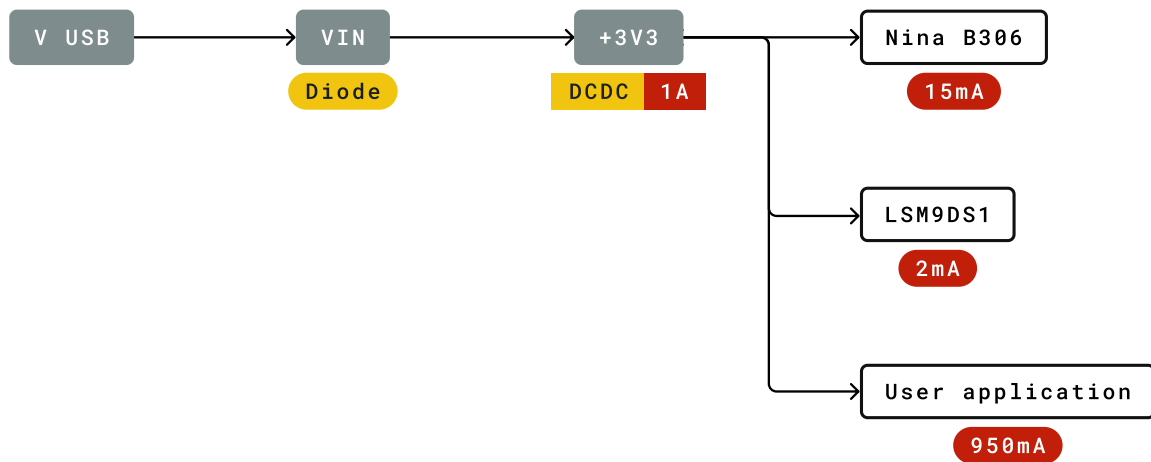 V USB
VIN
+3V3
Nina B306
Diode
DCDC
1A
15mA
LSM9DS1
2mA
User application
950mA